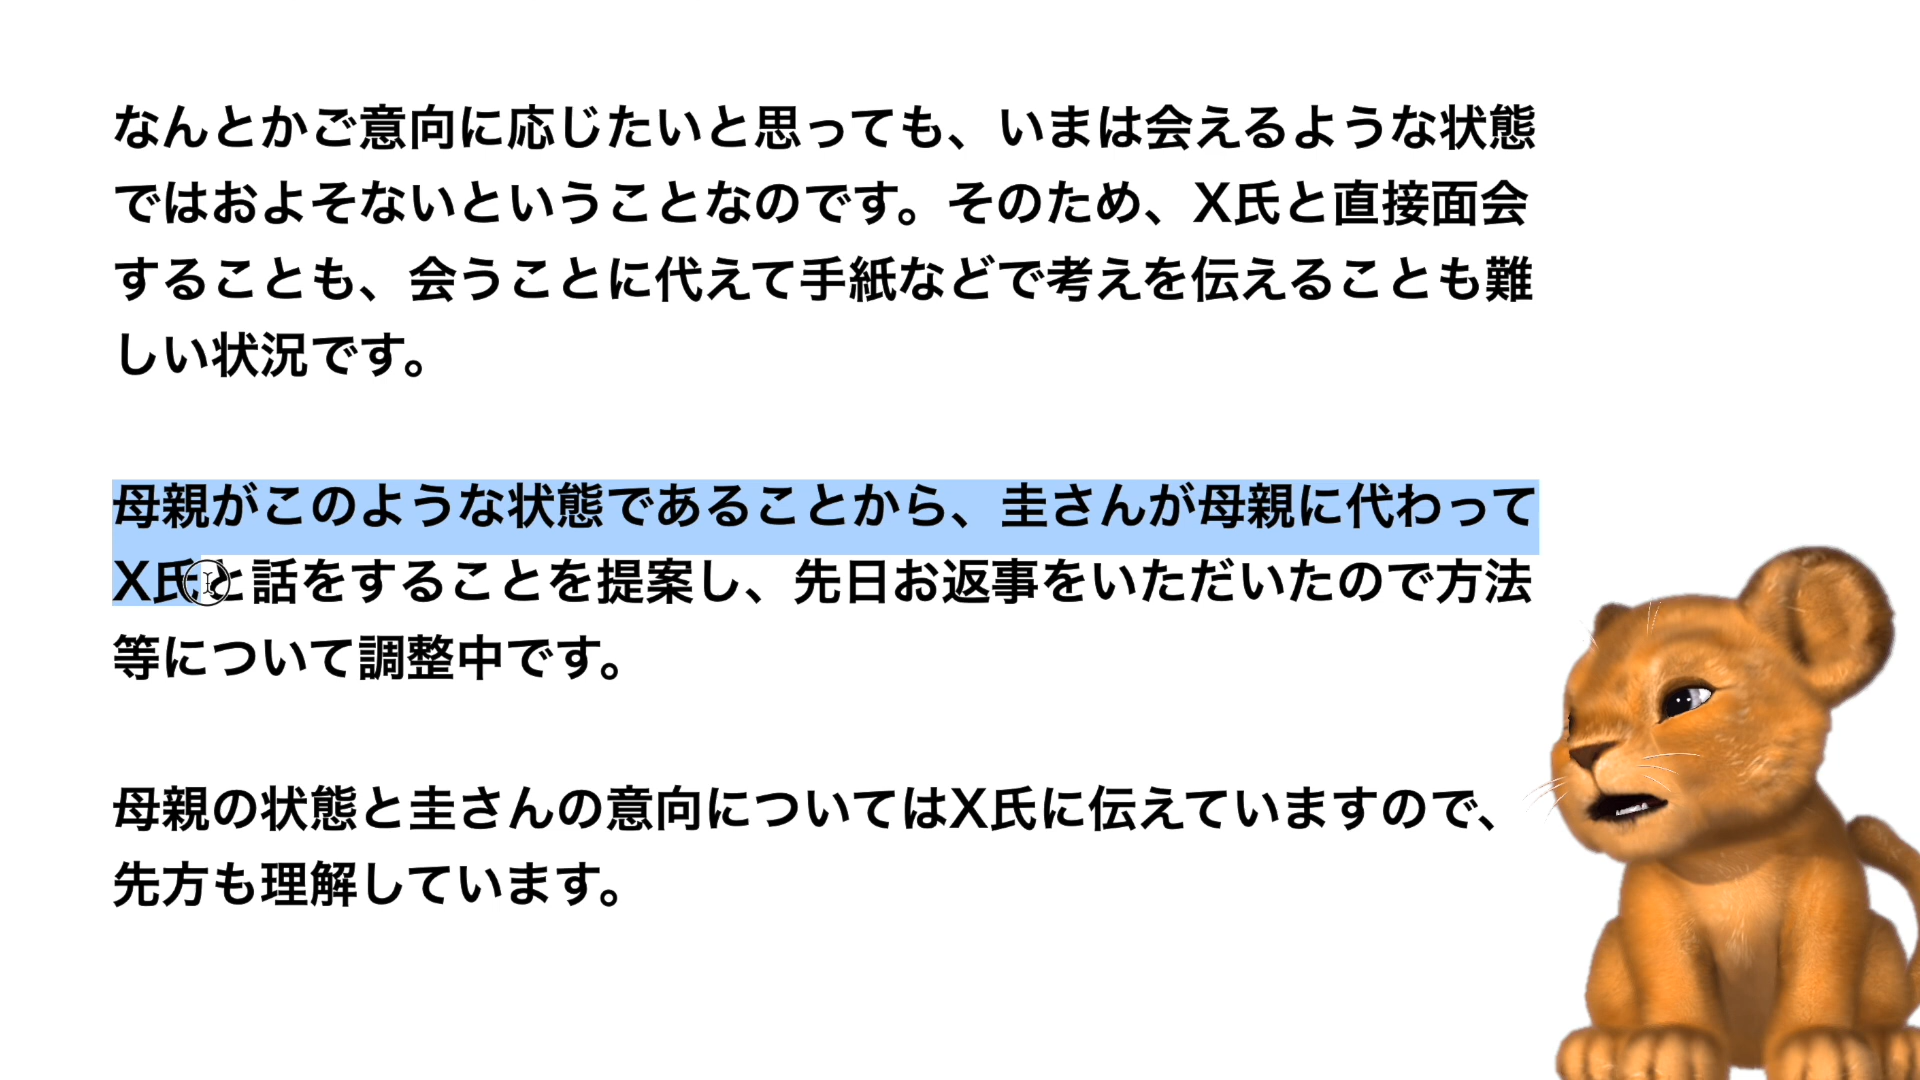 なんとかご意向に応じたいと思っても、いまは会えるような状態
ではおよそないということなのです。そのため、X氏と直接面会
することも、会うことに代えて手紙などで考えを伝えることも難
しい状況です。
母親がこのような状態であることから、圭さんが母親に代わって
X氏と話をすることを提案し、先日お返事をいただいたので方法
等について調整中です。
母親の状態と圭さんの意向についてはX氏に伝えていますので、
先方も理解しています。